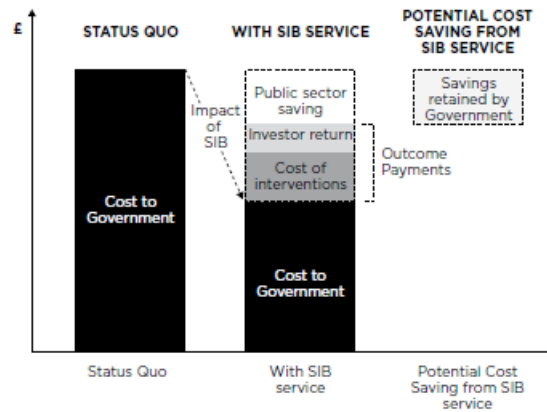 £
STATUS QUO
WITH SIB SERVICE
POTENTIAL COST
SAVING FROM
SIB SERVICE
Impact
of
SIB
Public sector
saving
Investor return
Cost of
interventions
Outcome
Payments
Savings
retained by
Government
Cost to
Government
Cost to
Government
Status Quo
With SIB
service
Potential Cost
Saving from SIB
service